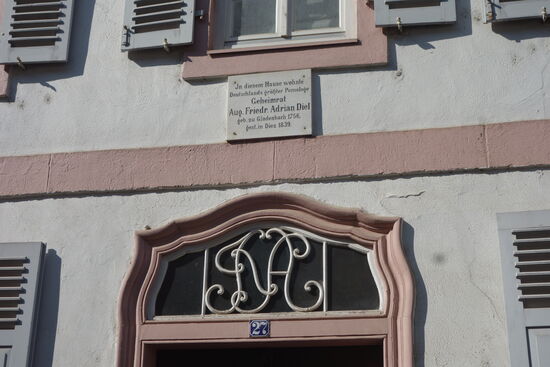 In diesem Hause wohnte
Deutschlands größter Pomologe
Geheimrat
Aug. Friedr. Adrian Diel
geb. zu Gladenbach 1756,
gest. in Diez 1839.
27